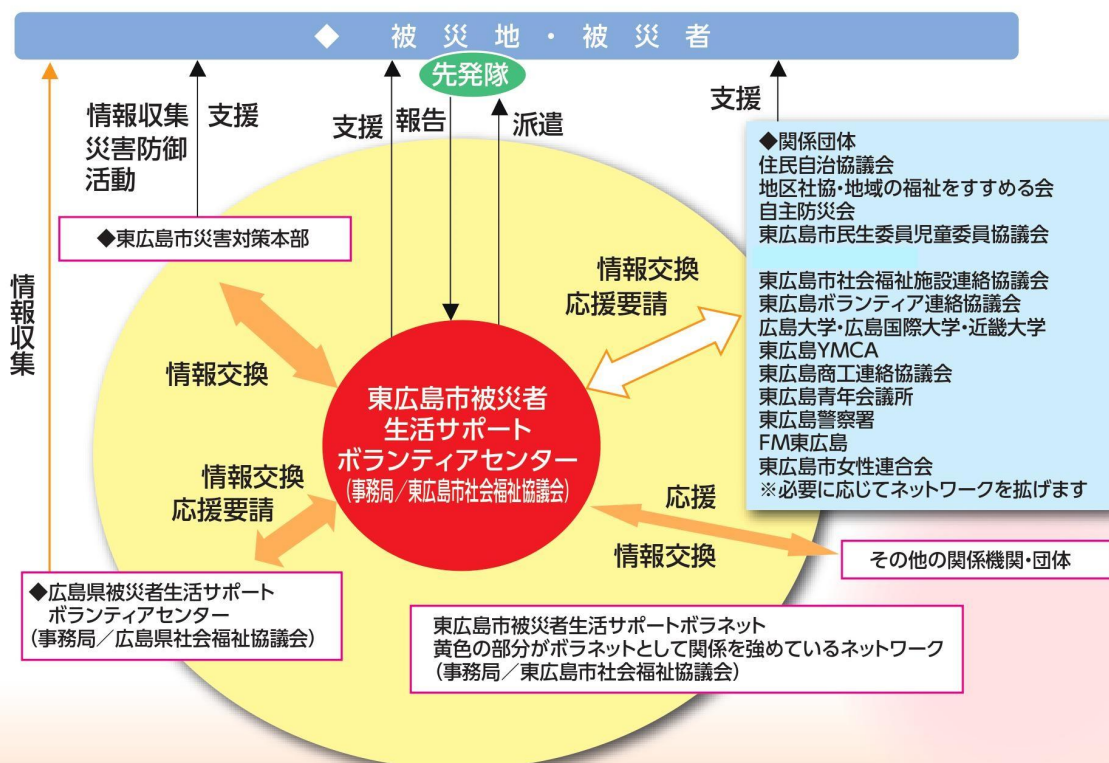 ◆ 被災地・被災者
先発隊
情報収集
災害防御
活動
支援
支援
報告
派遣
支援
◆関係団体
住民自治協議会
地区社協・地域の福祉をすすめる会
自主防災会
東広島市民生委員児童委員協議会
東広島市社会福祉施設連絡協議会
東広島ボランティア連絡協議会
広島大学・広島国際大学・近畿大学
東広島YMCA
東広島商工連絡協議会
東広島青年会議所
東広島警察署
FM東広島
東広島市女性連合会
※必要に応じてネットワークを拡げます
◆東広島市災害対策本部
情報収集
情報交換
応援要請
情報交換
東広島市被災者
生活サポート
ボランティアセンター
(事務局/東広島市社会福祉協議会)
情報交換
応援要請
応援
情報交換
その他の関係機関・団体
◆広島県被災者生活サポート
ボランティアセンター
(事務局/広島県社会福祉協議会)
東広島市被災者生活サポートボラネット
黄色の部分がボラネットとして関係を強めているネットワーク
(事務局/東広島市社会福祉協議会)